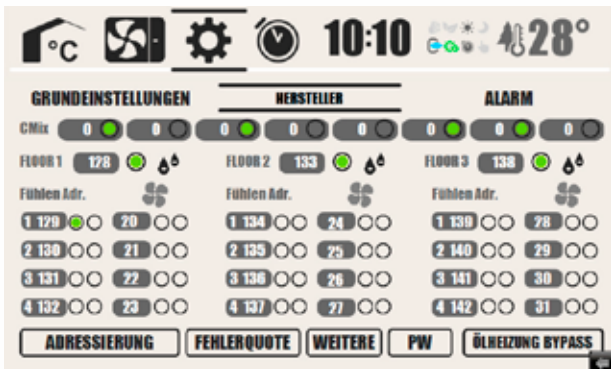 °C 10:10 28°
GRUNDEINSTELLUNGEN HERSTELLER ALARM
CMix 0 0 0 0 0 0 0 0
FLOOR 1 128 FLOOR 2 133 FLOOR 3 138
Fühlen Adr. Fühlen Adr. Fühlen Adr.
1 129 20 1 134 24 1 139 28
2 130 21 2 135 25 2 140 29
3 131 22 3 136 26 3 141 30
4 132 23 4 137 27 4 142 31
ADRESSIERUNG FEHLERQUOTE WEITERE PW ÖLHEIZUNG BYPASS